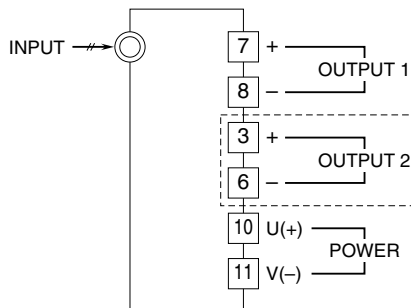 INPUT
7 +
OUTPUT 1
8 –
3 +
OUTPUT 2
6 –
10 U(+)
POWER
11 V(–)